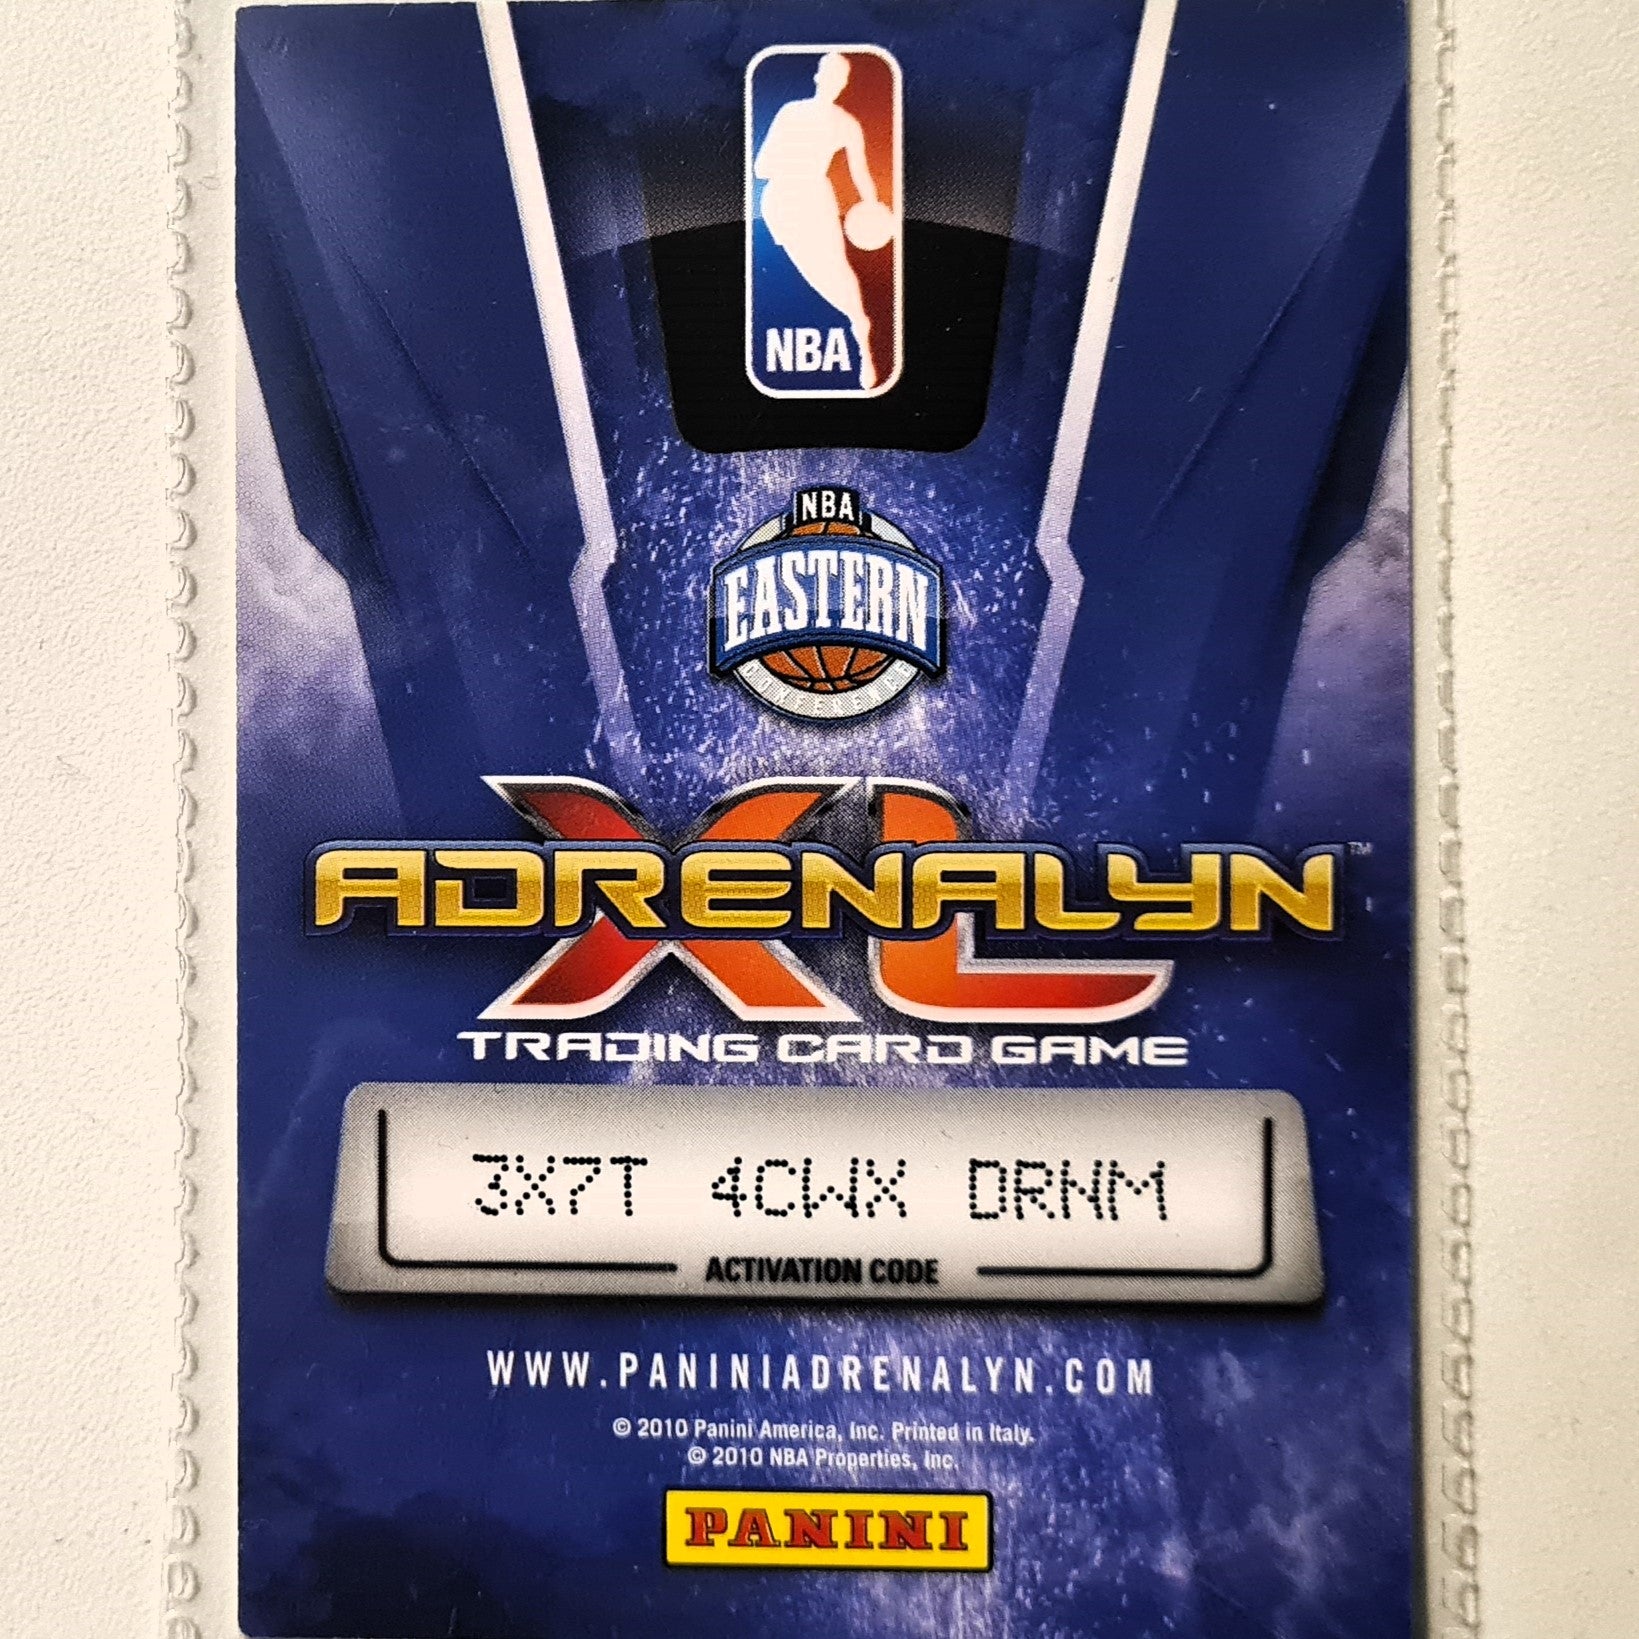 NBA
NBA
EASTERN
CONFERENCE
ADRENALYN™
XL
TRADING CARD GAME
3X7T 4CWX DRNM
ACTIVATION CODE
WWW.PANINIADRENALYN.COM
© 2010 Panini America, Inc. Printed in Italy.
© 2010 NBA Properties, Inc.
PANINI